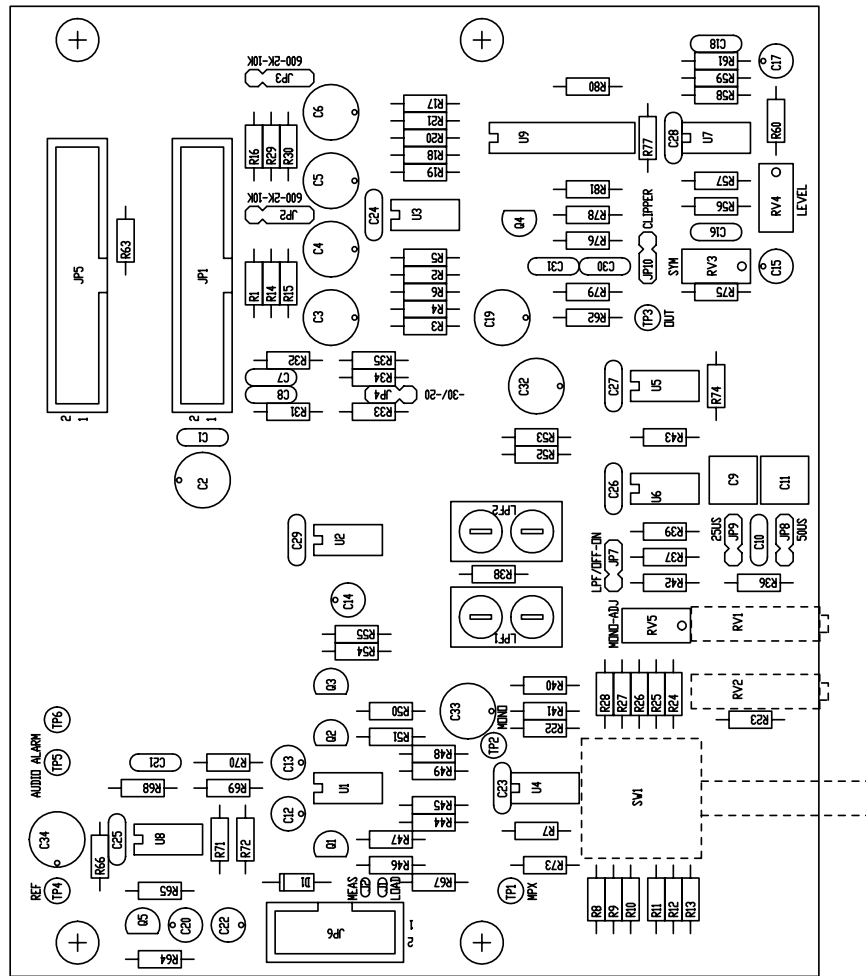 600-2K-10K
JP3
C18
R61
R59
R58
C17
R80
C6
R17
R21
R20
R18
R19
U9
R77
C28
U7
R60
R16
R29
R30
C5
R81
R57
RV4
LEVEL
600-2K-10K
JP2
C24
U3
Q4
R78
CLIPPER
R56
R63
C4
R76
C16
JP5
JP1
R1
R14
R15
R5
R2
R6
R4
R3
C31
C30
JP10
SYM
RV3
C15
R79
R75
C3
C19
R62
TP3
OUT
R32
R35
C7
R34
C8
JP4
-30/-20
R31
R33
C32
C27
U5
R74
2
1
C1
R53
R52
R43
C2
C26
U6
C9
C11
LPF2
C29
U2
R39
25US
JP9
C10
JP8
50US
R38
LPF/OFF-ON
JP7
R37
R42
R36
C14
LPF1
MONO-ADJ
RV5
RV1
R55
R54
Q3
R40
R28
R27
R26
R25
R24
RV2
TP6
R50
C33
MONO
R41
R22
R23
Q2
R51
TP2
AUDIO ALARM
TP5
C21
R70
C13
R48
R49
R68
R69
U1
C23
U4
SW1
C34
C25
U8
R71
R72
C12
R45
R44
R66
Q1
R47
R7
R46
R73
REF
TP4
R65
D1
MEAS
J2
J1
LOAD
R67
TP1
MPX
R8
R9
R10
R11
R12
R13
Q5
C20
C22
JP6
1
2
R64